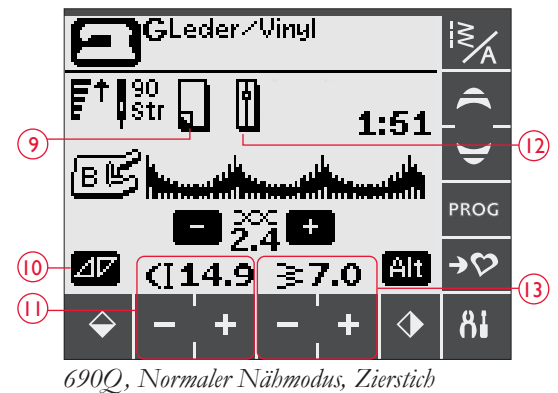 GLeder/Vinyl
A
90
str
1:51
9
12
B
PROG
- 2.4 +
10
14.9
7.0
Alt
13
11
- + - +
690Q, Normaler Nähmodus, Zierstich